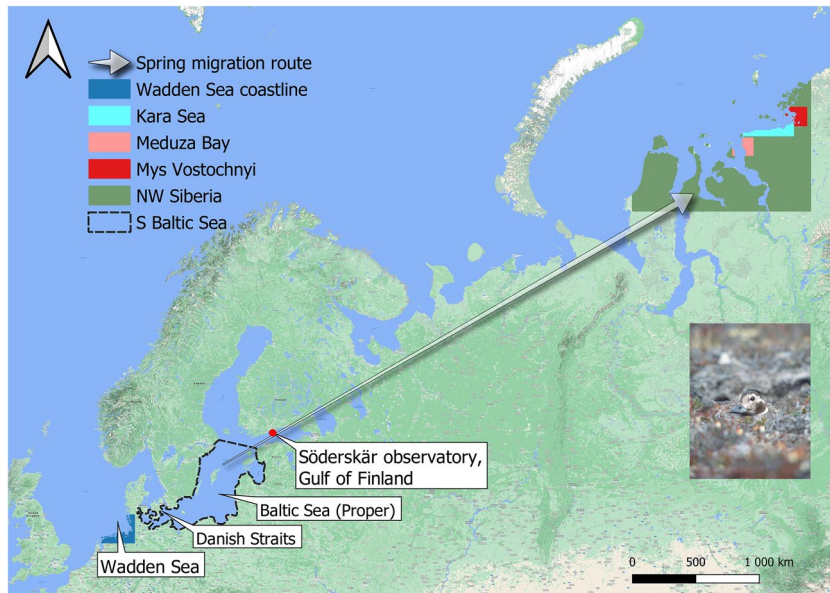 Spring migration route
Wadden Sea coastline
Kara Sea
Meduza Bay
Mys Vostochnyi
NW Siberia
S Baltic Sea
Söderskär observatory,
Gulf of Finland
Baltic Sea (Proper)
Danish Straits
Wadden Sea
0 500 1 000 km